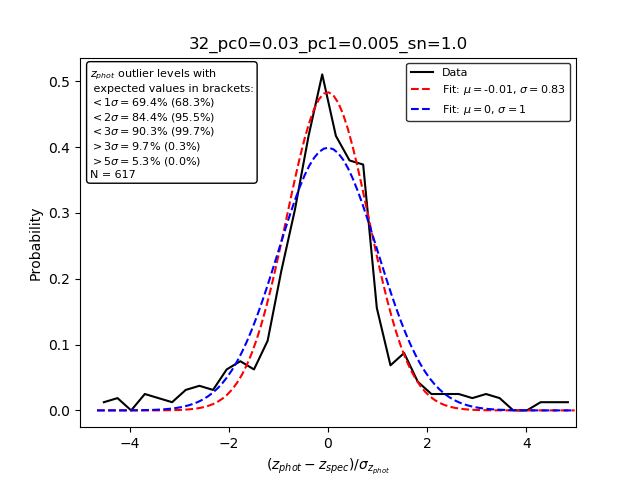 32_pc0=0.03_pc1=0.005_sn=1.0
z_phot outlier levels with
expected values in brackets:
<1σ=69.4% (68.3%)
<2σ=84.4% (95.5%)
<3σ=90.3% (99.7%)
>3σ=9.7% (0.3%)
>5σ=5.3% (0.0%)
N = 617
Data
Fit: μ=-0.01, σ=0.83
Fit: μ=0, σ=1
Probability
0.5
0.4
0.3
0.2
0.1
0.0
−4 −2 0 2 4
(z_phot − z_spec)/σ_z_phot